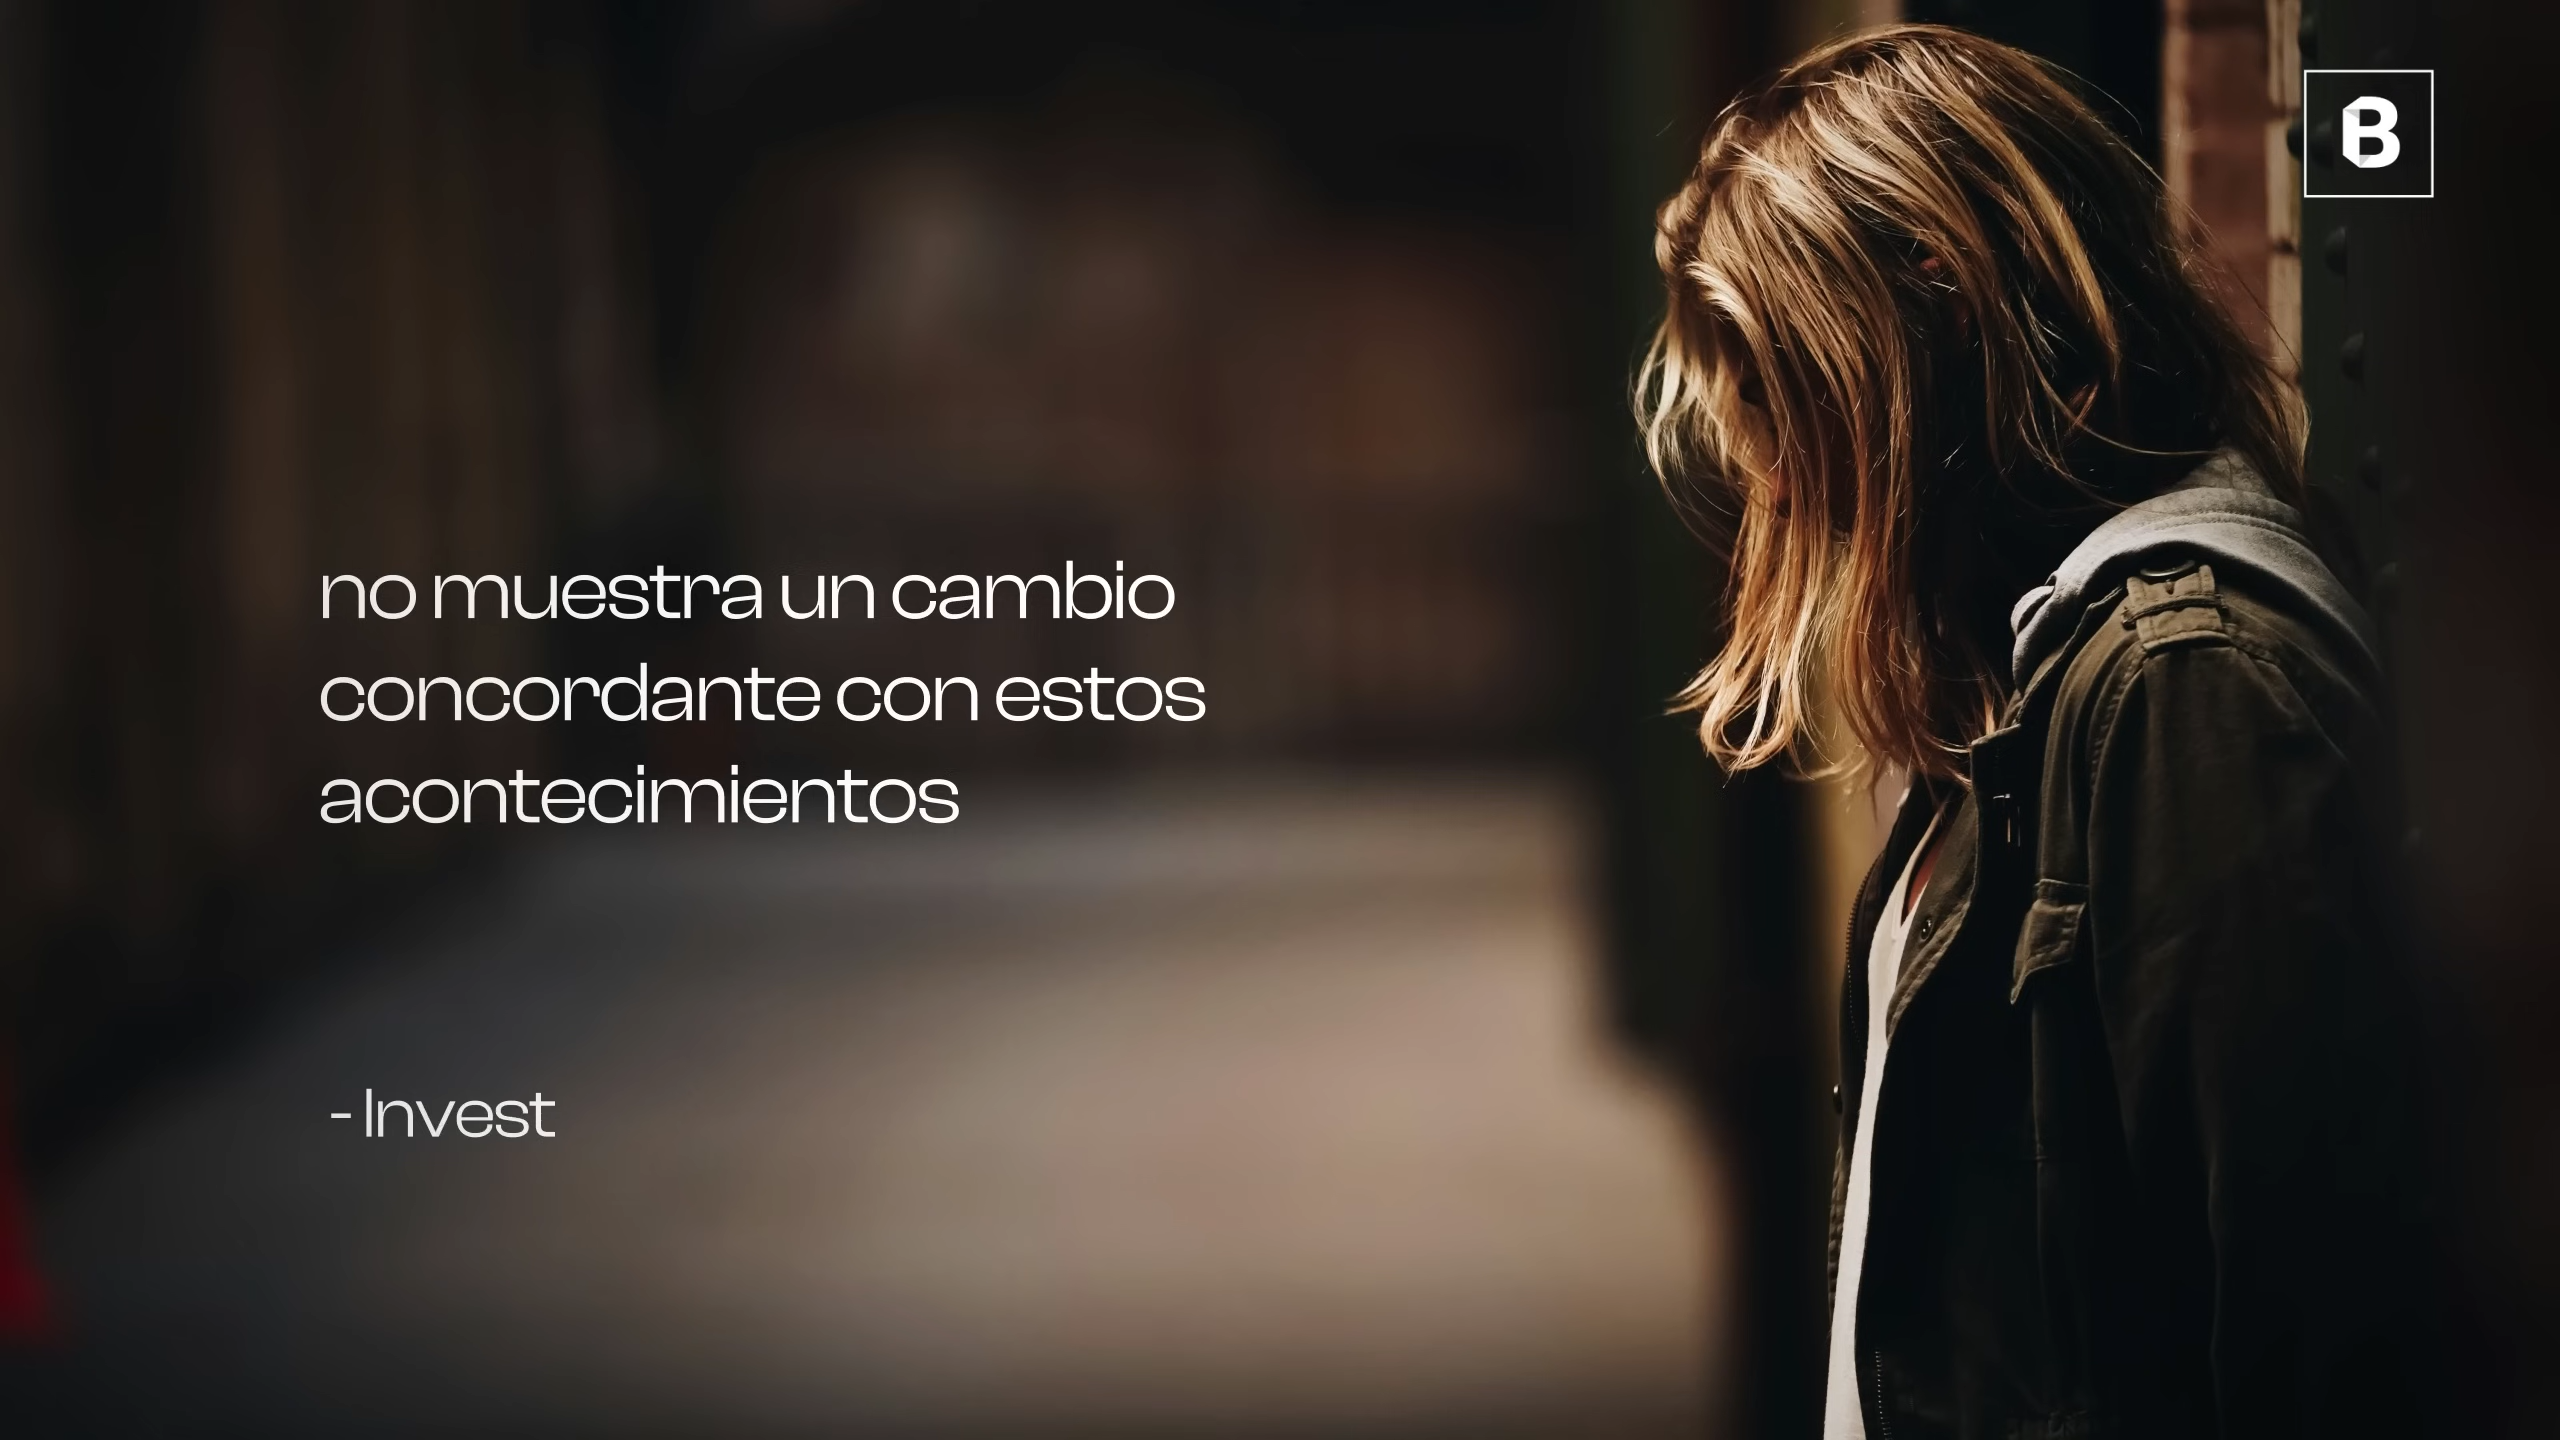 B
no muestra un cambio
concordante con estos
acontecimientos
- Invest